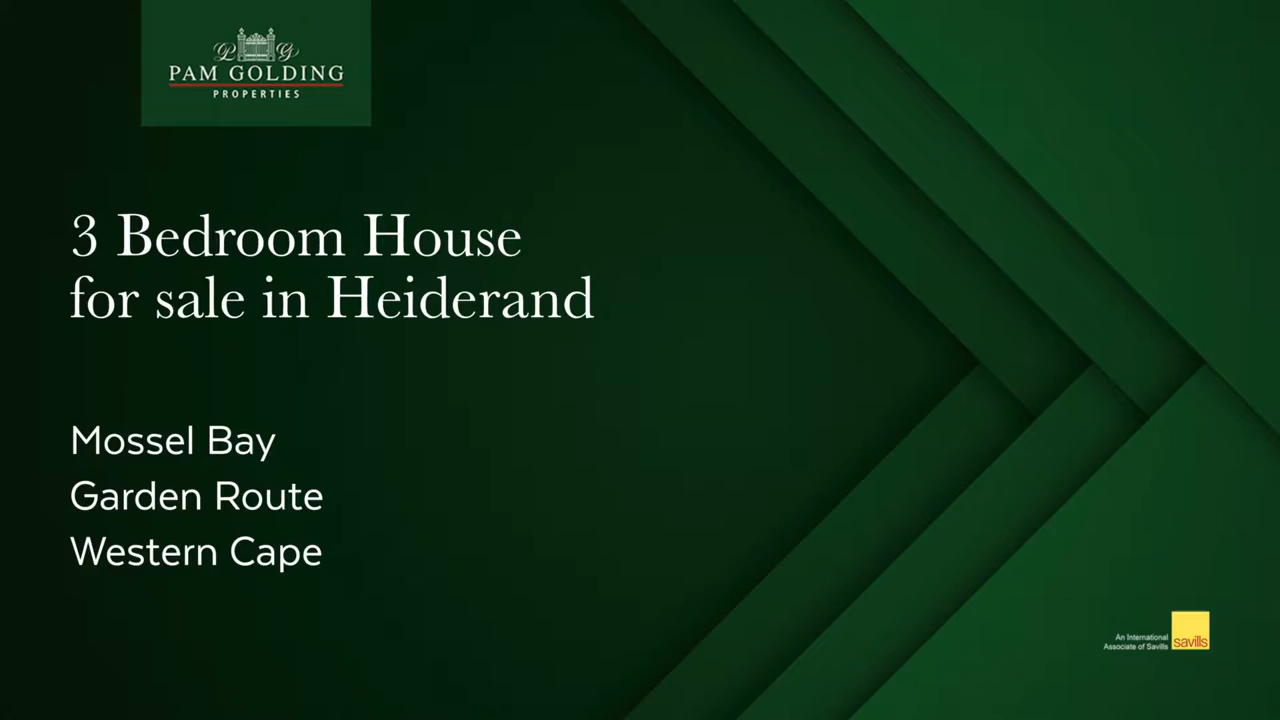 PG
PAM GOLDING
PROPERTIES
3 Bedroom House
for sale in Heiderand
Mossel Bay
Garden Route
Western Cape
An International
Associate of Savills
savills